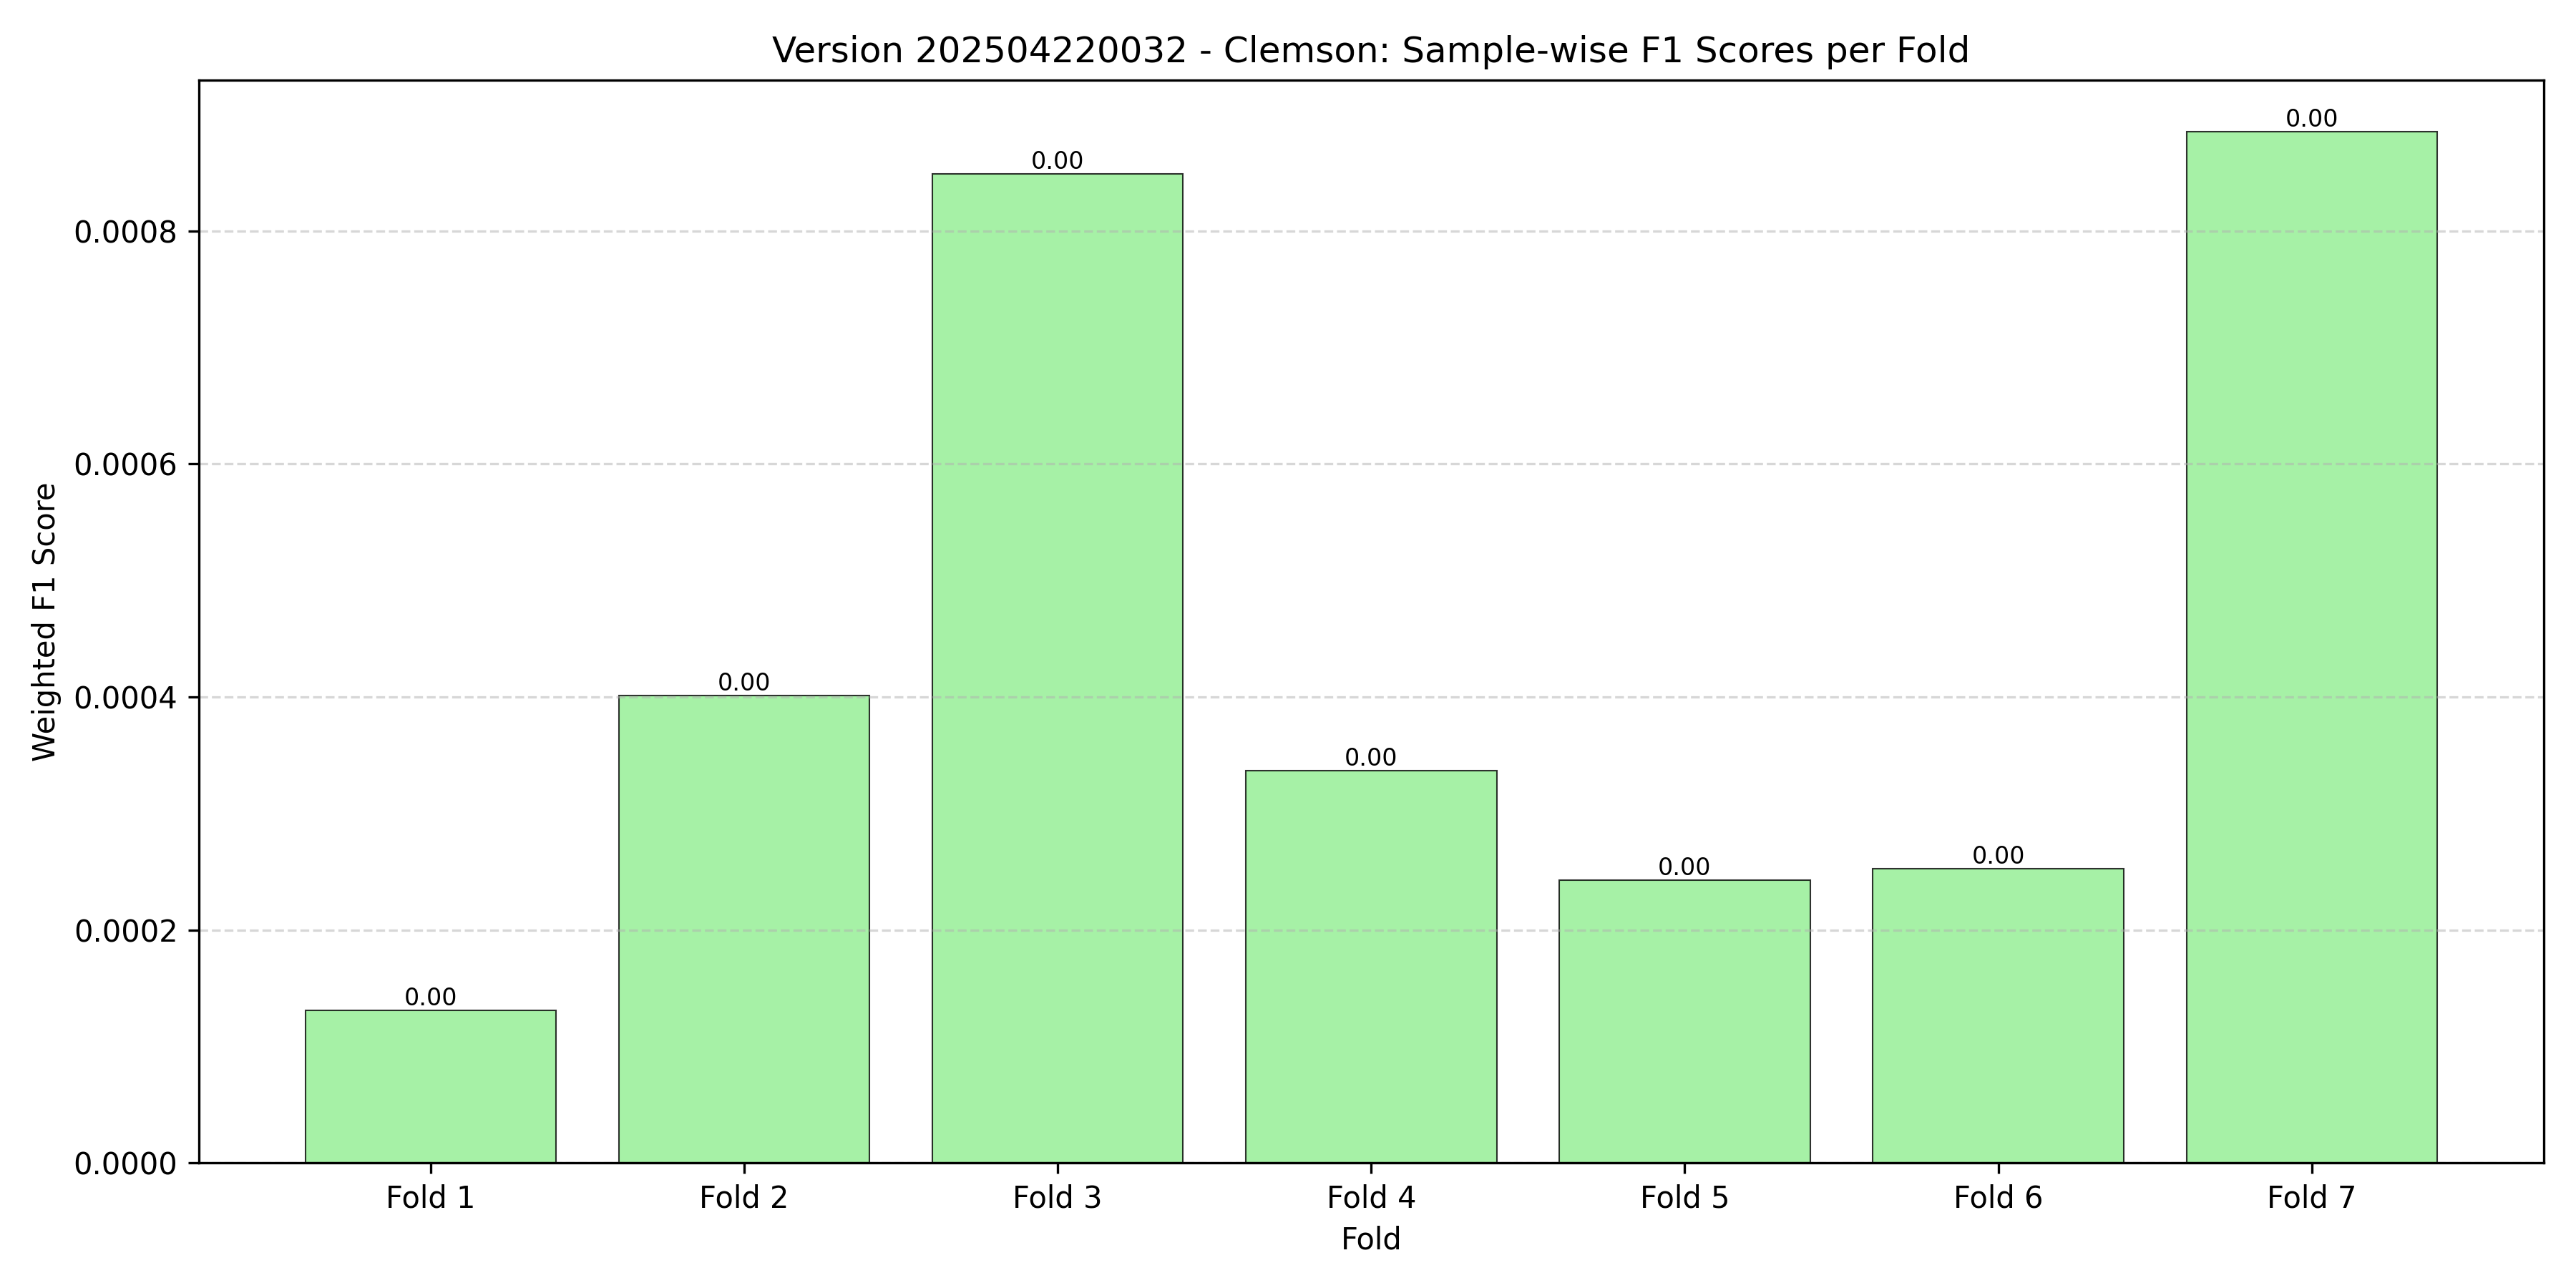 Version 202504220032 - Clemson: Sample-wise F1 Scores per Fold
Weighted F1 Score
0.0008
0.0006
0.0004
0.0002
0.0000
0.00
0.00
0.00
0.00
0.00
0.00
0.00
Fold 1
Fold 2
Fold 3
Fold 4
Fold 5
Fold 6
Fold 7
Fold